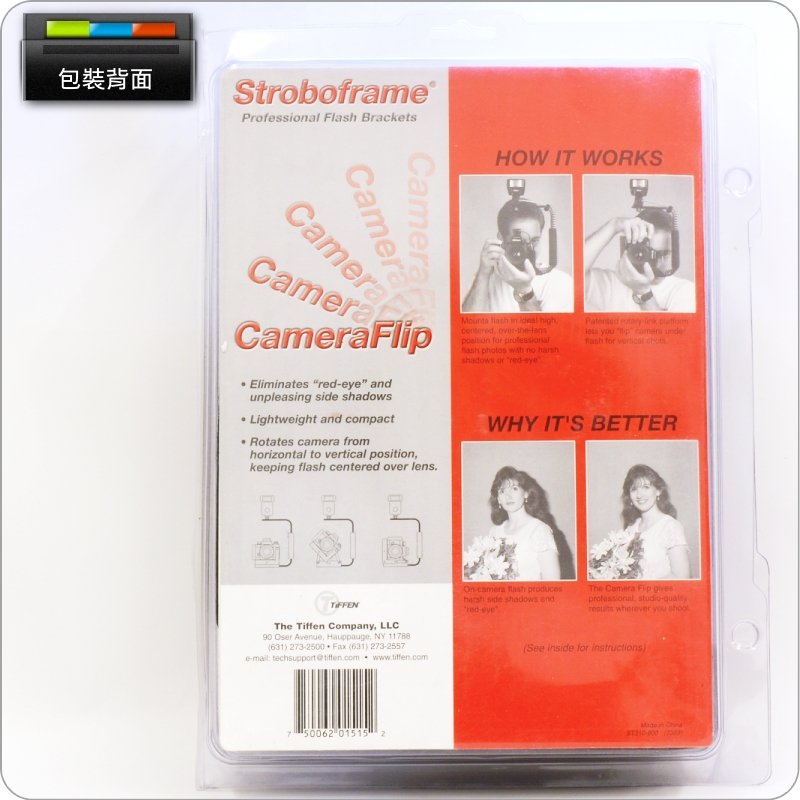 包裝背面
Stroboframe®
Professional Flash Brackets
Camera
Camera
Camera
Camera
CameraFlip
• Eliminates “red-eye” and
unpleasing side shadows
• Lightweight and compact
• Rotates camera from
horizontal to vertical position,
keeping flash centered over lens.
TIFFEN
The Tiffen Company, LLC
90 Oser Avenue, Hauppauge, NY 11788
(631) 273-2500 • Fax (631) 273-2557
e-mail: techsupport@tiffen.com • www.tiffen.com
7 50062 01515 2
HOW IT WORKS
Mounts flash in ideal high,
centered, over-the-lens
position for professional
flash photos with no harsh
shadows or "red-eye".
Patented rotary-link platform
lets you "flip" camera under
flash for vertical shots.
WHY IT'S BETTER
On-camera flash produces
harsh side shadows and
"red-eye".
The Camera Flip gives
professional, studio-quality
results wherever you shoot.
(See inside for instructions)
Made in China